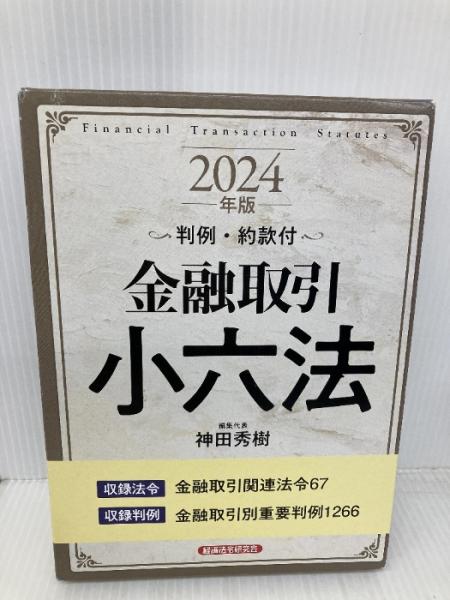 Financial Transaction Statutes
2024
年版
判例・約款付
金融取引
小六法
編集代表
神田秀樹
収録法令 金融取引関連法令67
収録判例 金融取引別重要判例1266
経済法令研究会